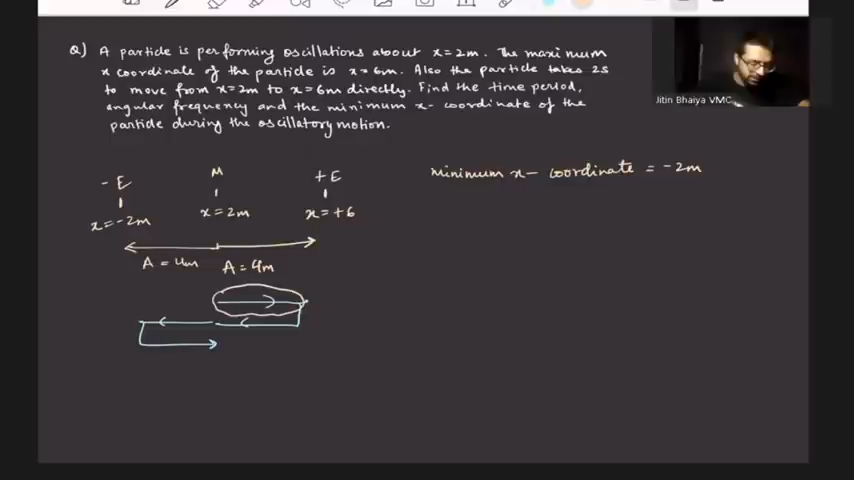 Q) A particle is performing oscillations about x=2m. The maximum
x coordinate of the particle is x=6m. Also the particle takes 2s
to move from x=2m to x=6m directly. Find the time period,
angular frequency and the minimum x-coordinate of the
particle during the oscillatory motion.
-E M +E
x=-2m x=2m x=+6
A=4m A=4m
minimum x- coordinate = -2m
Jitin Bhaiya VMC